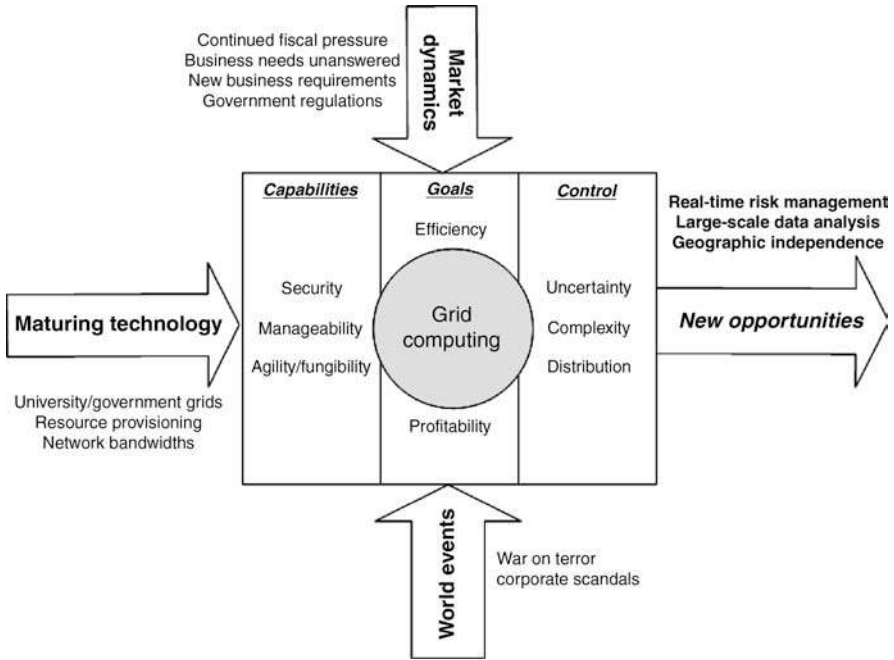 Continued fiscal pressure
Business needs unanswered
New business requirements
Government regulations
Market
dynamics
Capabilities
Goals
Control
Efficiency
Security
Manageability
Agility/fungibility
Grid
computing
Uncertainty
Complexity
Distribution
Profitability
Maturing technology
University/government grids
Resource provisioning
Network bandwidths
Real-time risk management
Large-scale data analysis
Geographic independence
New opportunities
World events
War on terror
corporate scandals